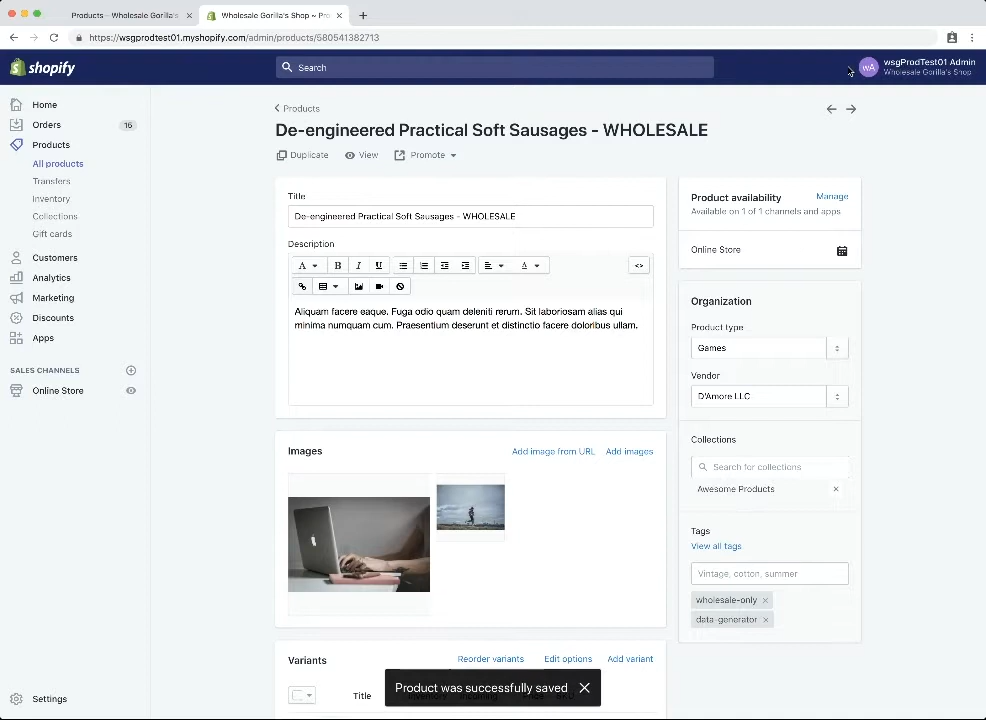 Products ~ Wholesale Gorilla's
Wholesale Gorilla's Shop ~ Pro
https://wsgprodtest01.myshopify.com/admin/products/580541382713
shopify
Search
wA
wsgProdTest01 Admin
Wholesale Gorilla's Shop
Home
Orders
15
Products
All products
Transfers
Inventory
Collections
Gift cards
Customers
Analytics
Marketing
Discounts
Apps
SALES CHANNELS
Online Store
Settings
Products
De-engineered Practical Soft Sausages - WHOLESALE
Duplicate
View
Promote
Title
De-engineered Practical Soft Sausages - WHOLESALE
Description
A B I U A <>
Aliquam facere eaque. Fuga odio quam deleniti rerum. Sit laboriosam alias qui
minima numquam cum. Praesentium deserunt et distinctio facere doloribus ullam.
Images
Add image from URL
Add images
Variants
Reorder variants
Edit options
Add variant
Title
Product was successfully saved
Product availability
Manage
Available on 1 of 1 channels and apps
Online Store
Organization
Product type
Games
Vendor
D'Amore LLC
Collections
Search for collections
Awesome Products
Tags
View all tags
Vintage, cotton, summer
wholesale-only
data-generator